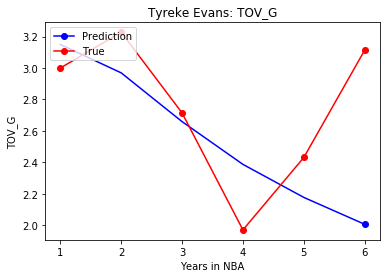 Tyreke Evans: TOV_G
Prediction
True
3.2
3.0
2.8
2.6
2.4
2.2
2.0
TOV_G
1 2 3 4 5 6
Years in NBA